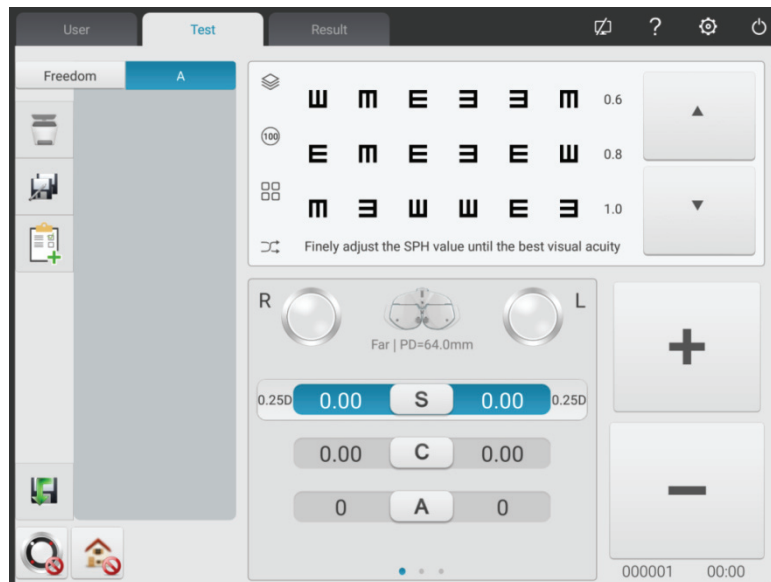 User Test Result ?
Freedom A
0.6
100
0.8
1.0
Finely adjust the SPH value until the best visual acuity
R L
Far | PD=64.0mm
0.25D 0.00 S 0.00 0.25D
0.00 C 0.00
0 A 0
000001 00:00